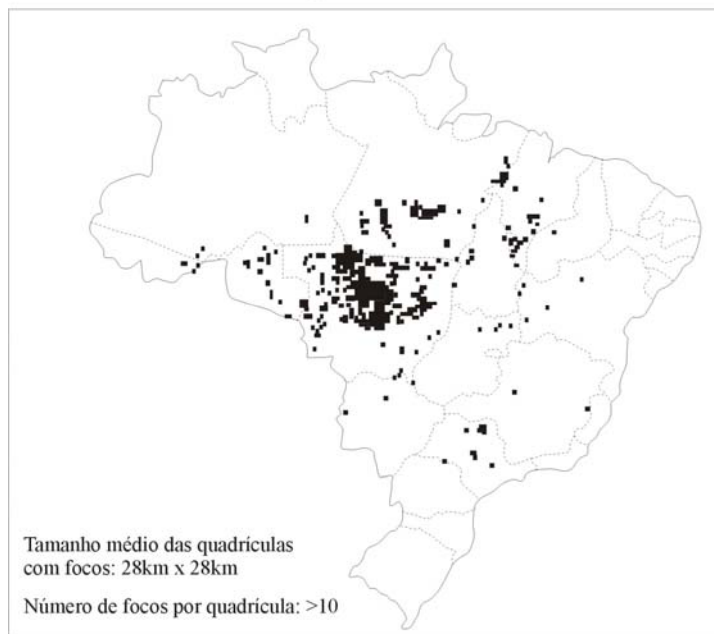 Tamanho médio das quadrículas
com focos: 28km x 28km
Número de focos por quadrícula: >10